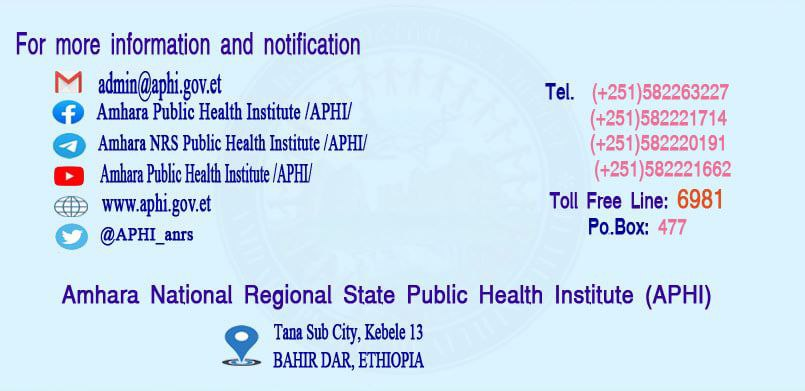 For more information and notification
admin@aphi.gov.et
Amhara Public Health Institute /APHI/
Amhara NRS Public Health Institute /APHI/
Amhara Public Health Institute /APHI/
www.aphi.gov.et
@APHI_anrs
Tel. (+251)582263227
(+251)582221714
(+251)582220191
(+251)582221662
Toll Free Line: 6981
Po.Box: 477
Amhara National Regional State Public Health Institute (APHI)
Tana Sub City, Kebele 13
BAHIR DAR, ETHIOPIA